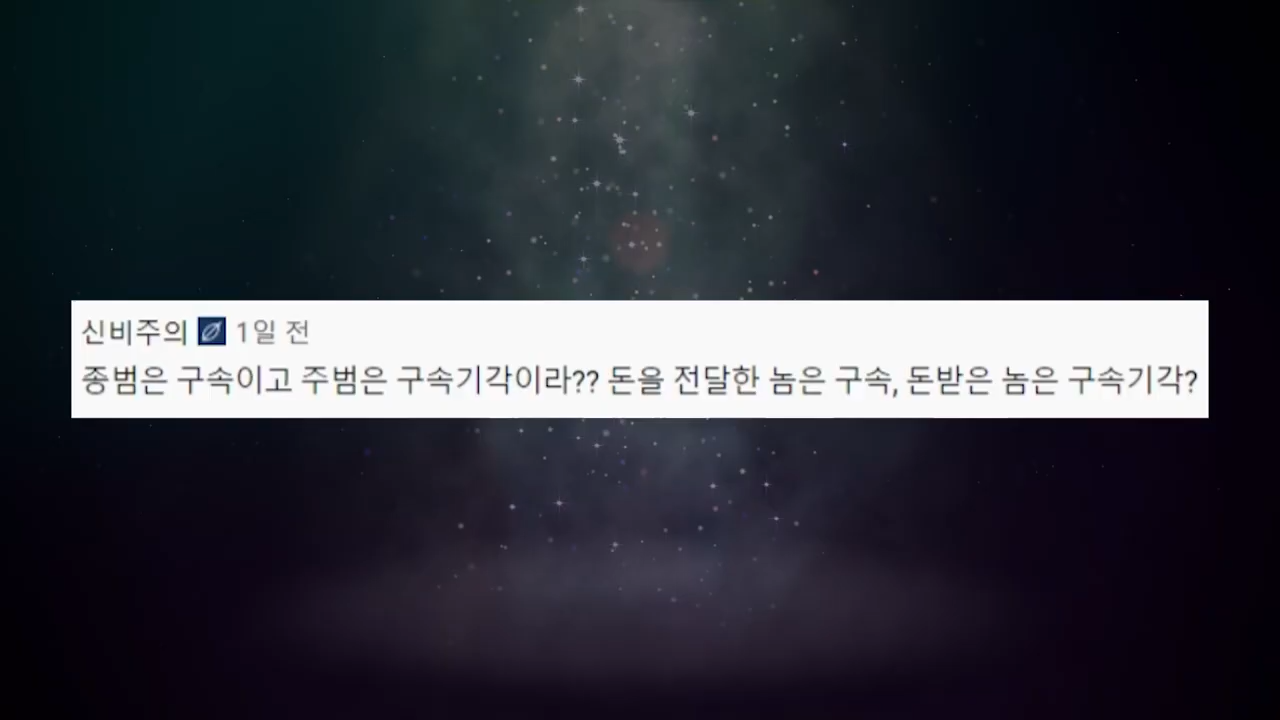 신비주의 1일 전
종범은 구속이고 주범은 구속기각이라?? 돈을 전달한 놈은 구속, 돈받은 놈은 구속기각?